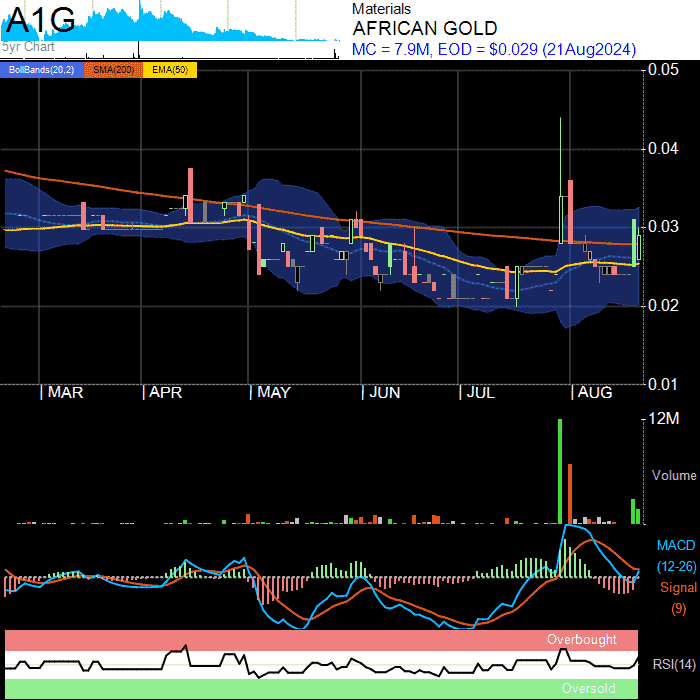 A1G
5yr Chart
Materials
AFRICAN GOLD
MC = 7.9M, EOD = $0.029 (21Aug2024)
BollBands(20,2) SMA(200) EMA(50)
0.05
0.04
0.03
0.02
0.01
MAR APR MAY JUN JUL AUG
12M
Volume
MACD
(12-26)
Signal
(9)
Overbought
RSI(14)
Oversold